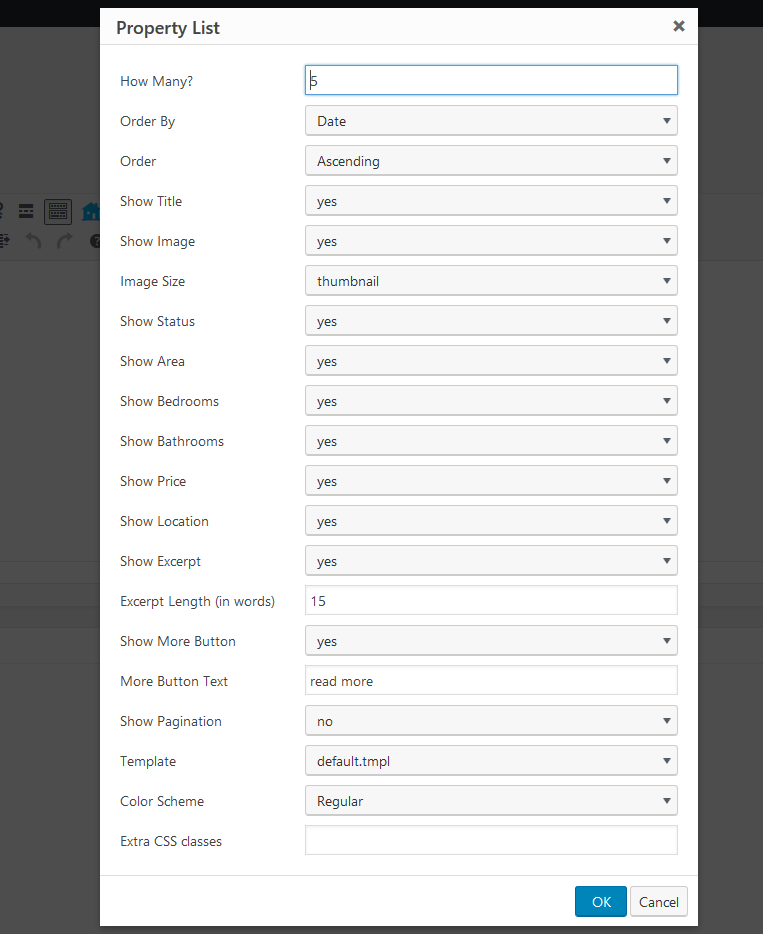 Property List
How Many? 5
Order By Date
Order Ascending
Show Title yes
Show Image yes
Image Size thumbnail
Show Status yes
Show Area yes
Show Bedrooms yes
Show Bathrooms yes
Show Price yes
Show Location yes
Show Excerpt yes
Excerpt Length (in words) 15
Show More Button yes
More Button Text read more
Show Pagination no
Template default.tmpl
Color Scheme Regular
Extra CSS classes
OK Cancel